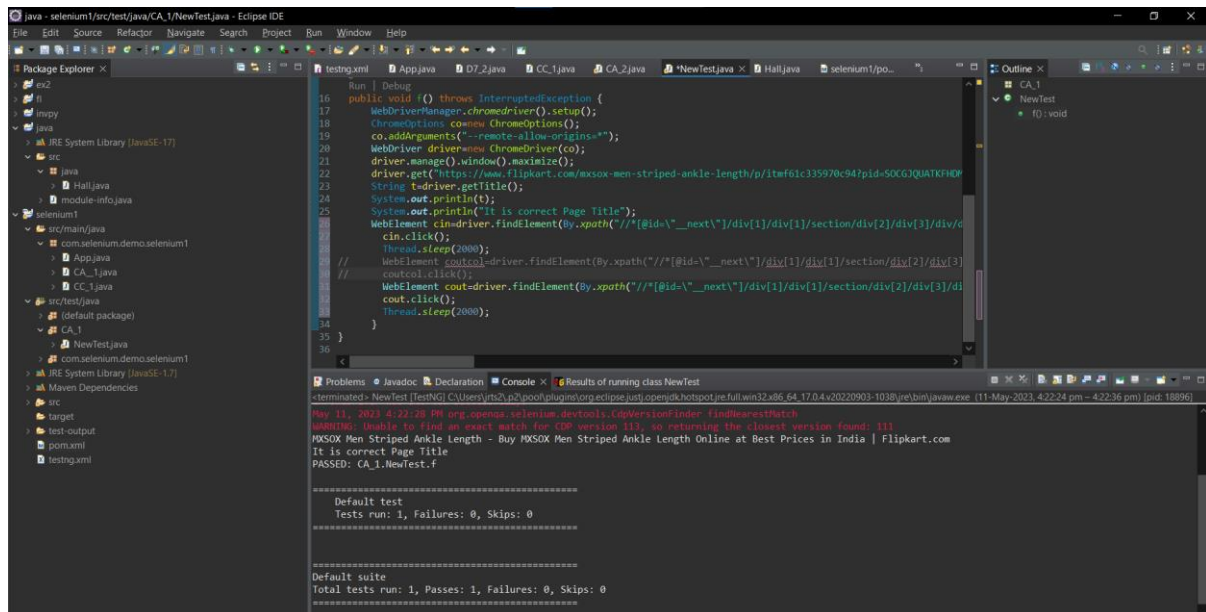 java - selenium1/src/test/java/CA_1/NewTest.java - Eclipse IDE
File Edit Source Refactor Navigate Search Project Run Window Help
Package Explorer
ex2
fl
invpy
java
JRE System Library [JavaSE-17]
src
java
Hall.java
module-info.java
selenium1
src/main/java
com.selenium.demo.selenium1
App.java
CA__1.java
CC_1.java
src/test/java
(default package)
CA_1
NewTest.java
com.selenium.demo.selenium1
JRE System Library [JavaSE-1.7]
Maven Dependencies
src
target
test-output
pom.xml
testng.xml
testng.xml App.java D7_2.java CC_1.java CA_2.java *NewTest.java Hall.java selenium1/po...
Run | Debug
16 public void f() throws InterruptedException {
17 WebDriverManager.chromedriver().setup();
18 ChromeOptions co=new ChromeOptions();
19 co.addArguments("--remote-allow-origins=*");
20 WebDriver driver=new ChromeDriver(co);
21 driver.manage().window().maximize();
22 driver.get("https://www.flipkart.com/mxsox-men-striped-ankle-length/p/itmf61c335970c94?pid=SOCGJQUATKFHDM
23 String t=driver.getTitle();
24 System.out.println(t);
25 System.out.println("It is correct Page Title");
26 WebElement cin=driver.findElement(By.xpath("//*[@id=\"__next\"]/div[1]/div[1]/section/div[2]/div[3]/div/d
27 cin.click();
28 Thread.sleep(2000);
29 // WebElement coutcol=driver.findElement(By.xpath("//*[@id=\"__next\"]/div[1]/div[1]/section/div[2]/div[3]
30 // coutcol.click();
31 WebElement cout=driver.findElement(By.xpath("//*[@id=\"__next\"]/div[1]/div[1]/section/div[2]/div[3]/di
32 cout.click();
33 Thread.sleep(2000);
34 }
35 }
36
Outline
CA_1
NewTest
f() : void
Problems Javadoc Declaration Console Results of running class NewTest
<terminated> NewTest [TestNG] C:\Users\jrts2\.p2\pool\plugins\org.eclipse.justj.openjdk.hotspot.jre.full.win32.x86_64_17.0.4.v20220903-1038\jre\bin\javaw.exe (11-May-2023, 4:22:24 pm – 4:22:36 pm) [pid: 18896]
May 11, 2023 4:22:28 PM org.openqa.selenium.devtools.CdpVersionFinder findNearestMatch
WARNING: Unable to find an exact match for CDP version 113, so returning the closest version found: 111
MXSOX Men Striped Ankle Length - Buy MXSOX Men Striped Ankle Length Online at Best Prices in India | Flipkart.com
It is correct Page Title
PASSED: CA_1.NewTest.f
===============================================
Default test
Tests run: 1, Failures: 0, Skips: 0
===============================================
===============================================
Default suite
Total tests run: 1, Passes: 1, Failures: 0, Skips: 0
===============================================